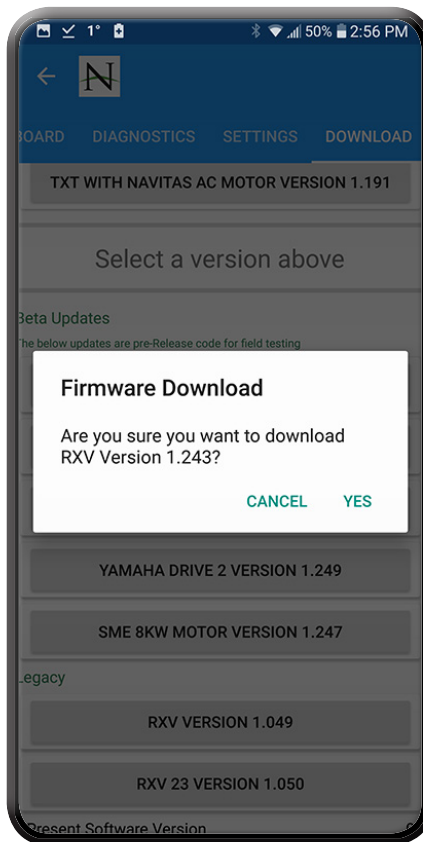 1° 50% 2:56 PM
N
BOARD DIAGNOSTICS SETTINGS DOWNLOAD
TXT WITH NAVITAS AC MOTOR VERSION 1.191
Select a version above
Beta Updates
The below updates are pre-Release code for field testing
Firmware Download
Are you sure you want to download
RXV Version 1.243?
CANCEL YES
YAMAHA DRIVE 2 VERSION 1.249
SME 8KW MOTOR VERSION 1.247
Legacy
RXV VERSION 1.049
RXV 23 VERSION 1.050
Present Software Version